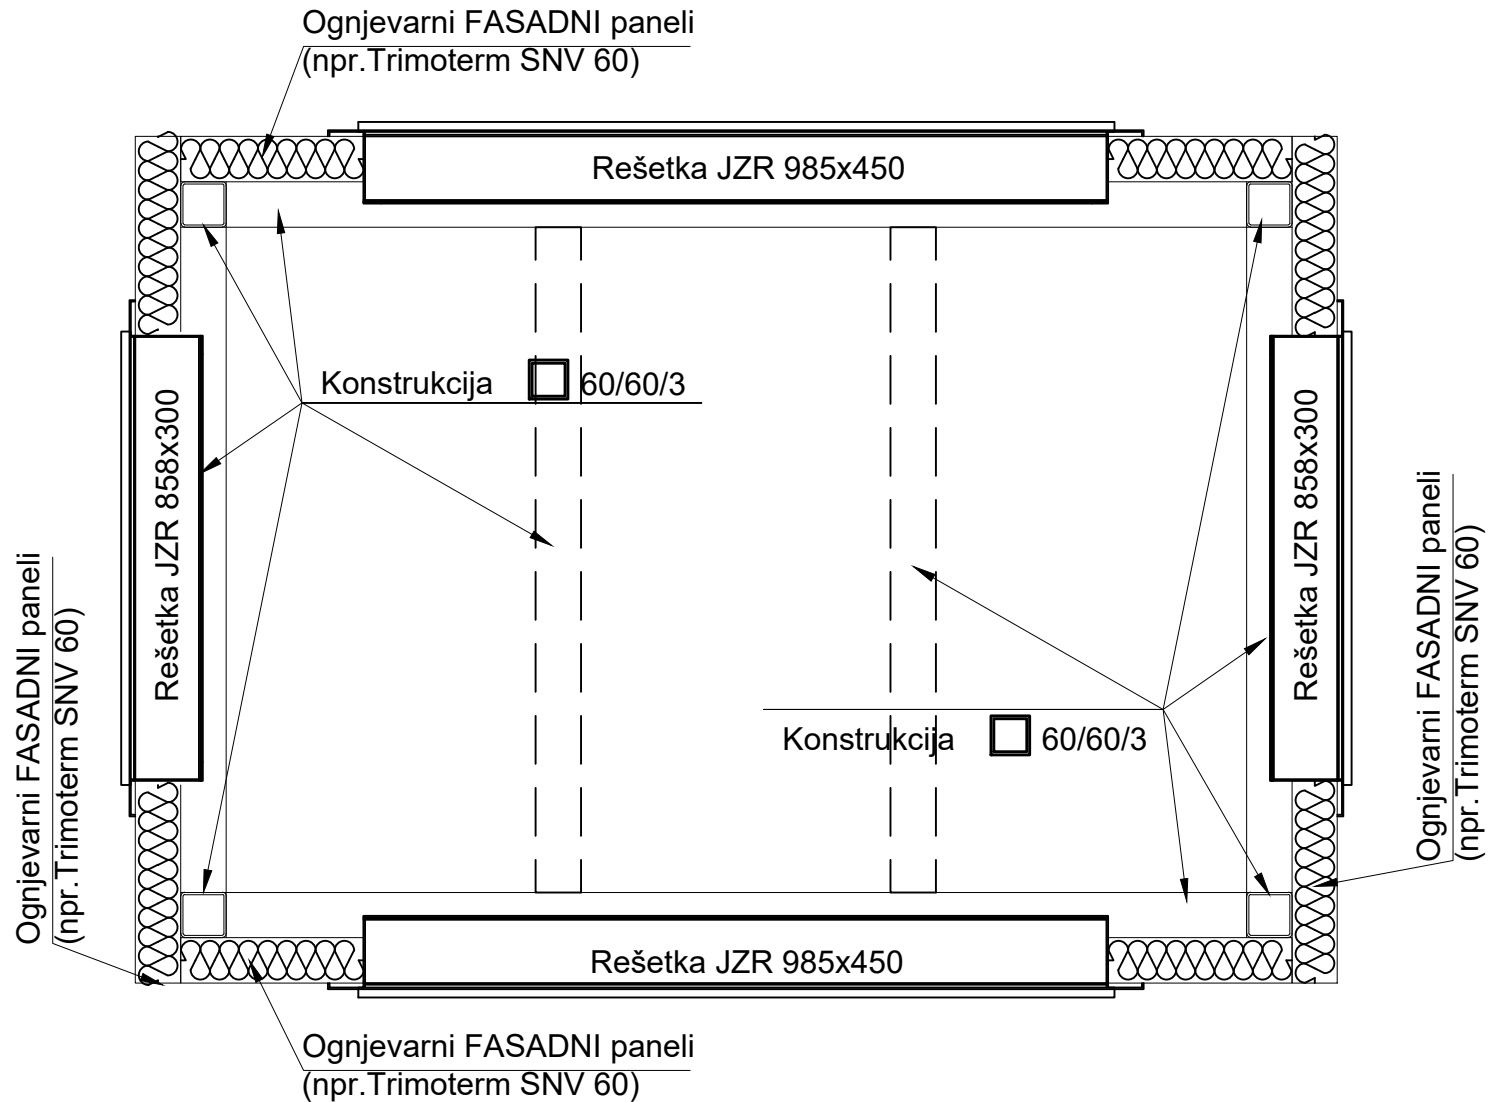 Ognjevarni FASADNI paneli
(npr.Trimoterm SNV 60)
Rešetka JZR 985x450
Konstrukcija 60/60/3
Rešetka JZR 858x300
Rešetka JZR 858x300
Ognjevarni FASADNI paneli
(npr.Trimoterm SNV 60)
Ognjevarni FASADNI paneli
(npr.Trimoterm SNV 60)
Konstrukcija 60/60/3
Rešetka JZR 985x450
Ognjevarni FASADNI paneli
(npr.Trimoterm SNV 60)